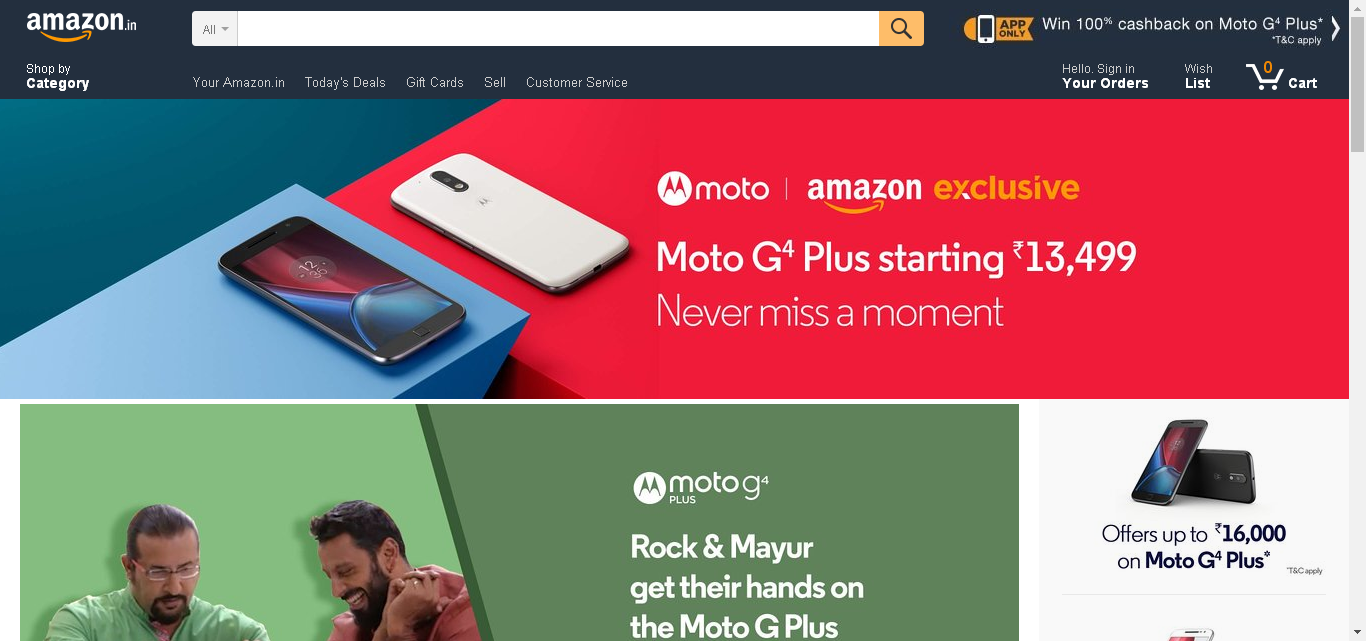 amazon.in
All
APP ONLY
Win 100% cashback on Moto G⁴ Plus*
*T&C apply
Shop by
Category
Your Amazon.in Today's Deals Gift Cards Sell Customer Service
Hello. Sign in
Your Orders
Wish
List
0
Cart
moto | amazon exclusive
Moto G⁴ Plus starting ₹13,499
Never miss a moment
moto g⁴
PLUS
Rock & Mayur
get their hands on
the Moto G Plus
Offers up to ₹16,000
on Moto G⁴ Plus*
*T&C apply